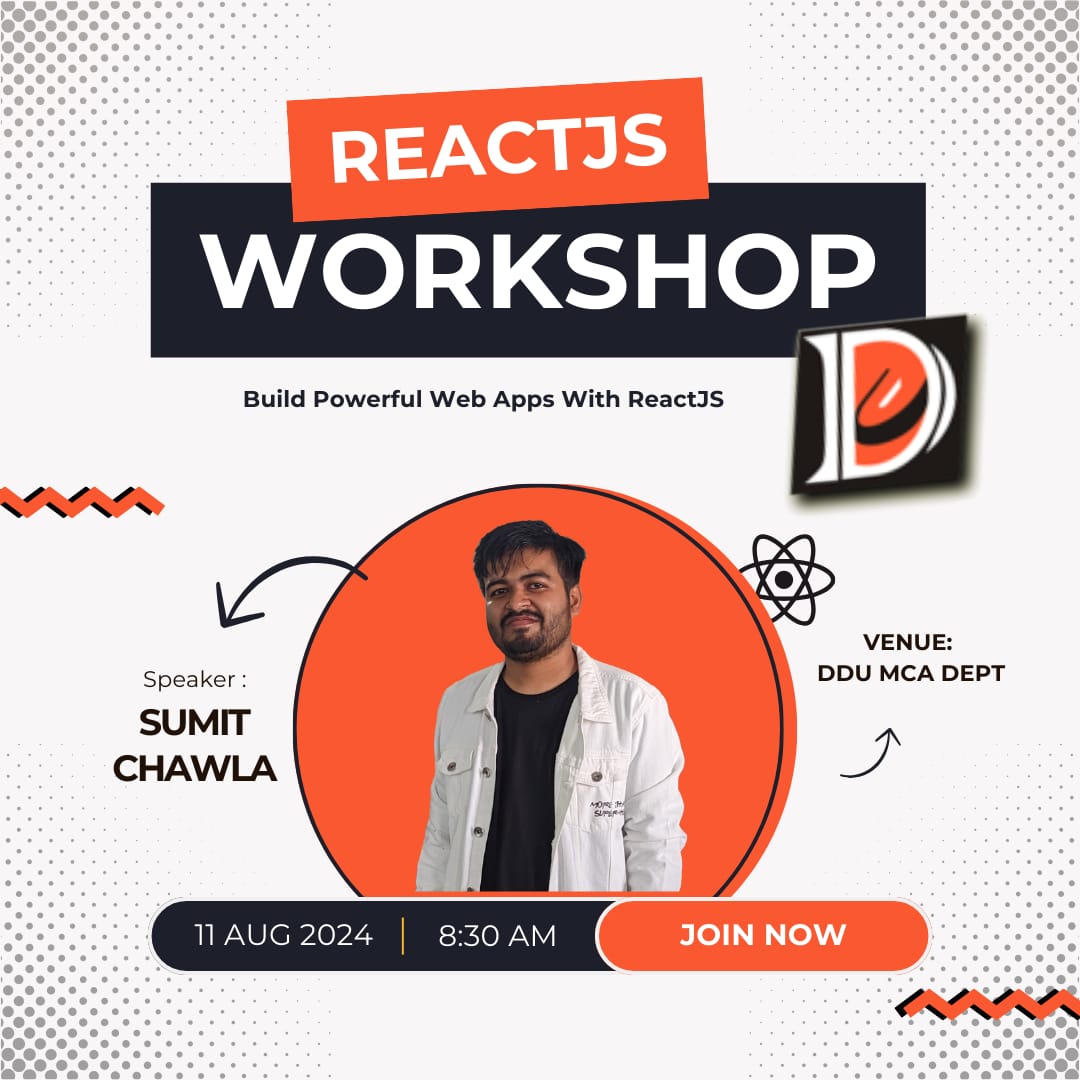 REACTJS
WORKSHOP
Build Powerful Web Apps With ReactJS
VENUE:
DDU MCA DEPT
Speaker :
SUMIT
CHAWLA
11 AUG 2024
8:30 AM
JOIN NOW